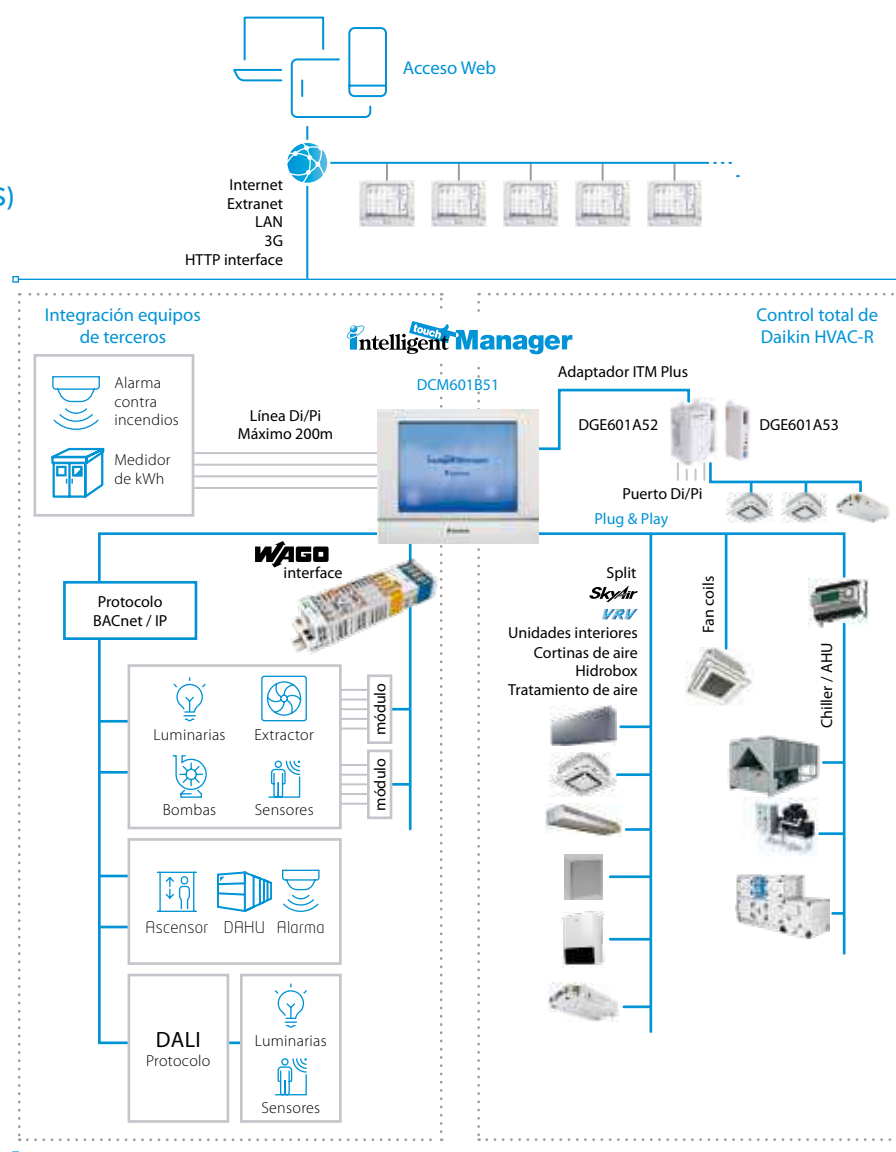 Acceso Web
S)
Internet
Extranet
LAN
3G
HTTP interface
Integración equipos
de terceros
Control total de
Daikin HVAC-R
intelligent touch Manager
DCM601B51
Adaptador ITM Plus
DGE601A52
DGE601A53
Alarma
contra
incendios
Línea Di/Pi
Máximo 200m
Medidor
de kWh
Puerto Di/Pi
Plug & Play
WAGO
interface
Protocolo
BACnet / IP
Split
SkyAir
VRV
Unidades interiores
Cortinas de aire
Hidrobox
Tratamiento de aire
Fan coils
Chiller / AHU
Luminarias
Extractor
módulo
Bombas
Sensores
módulo
Ascensor
DAHU
Alarma
DALI
Protocolo
Luminarias
Sensores